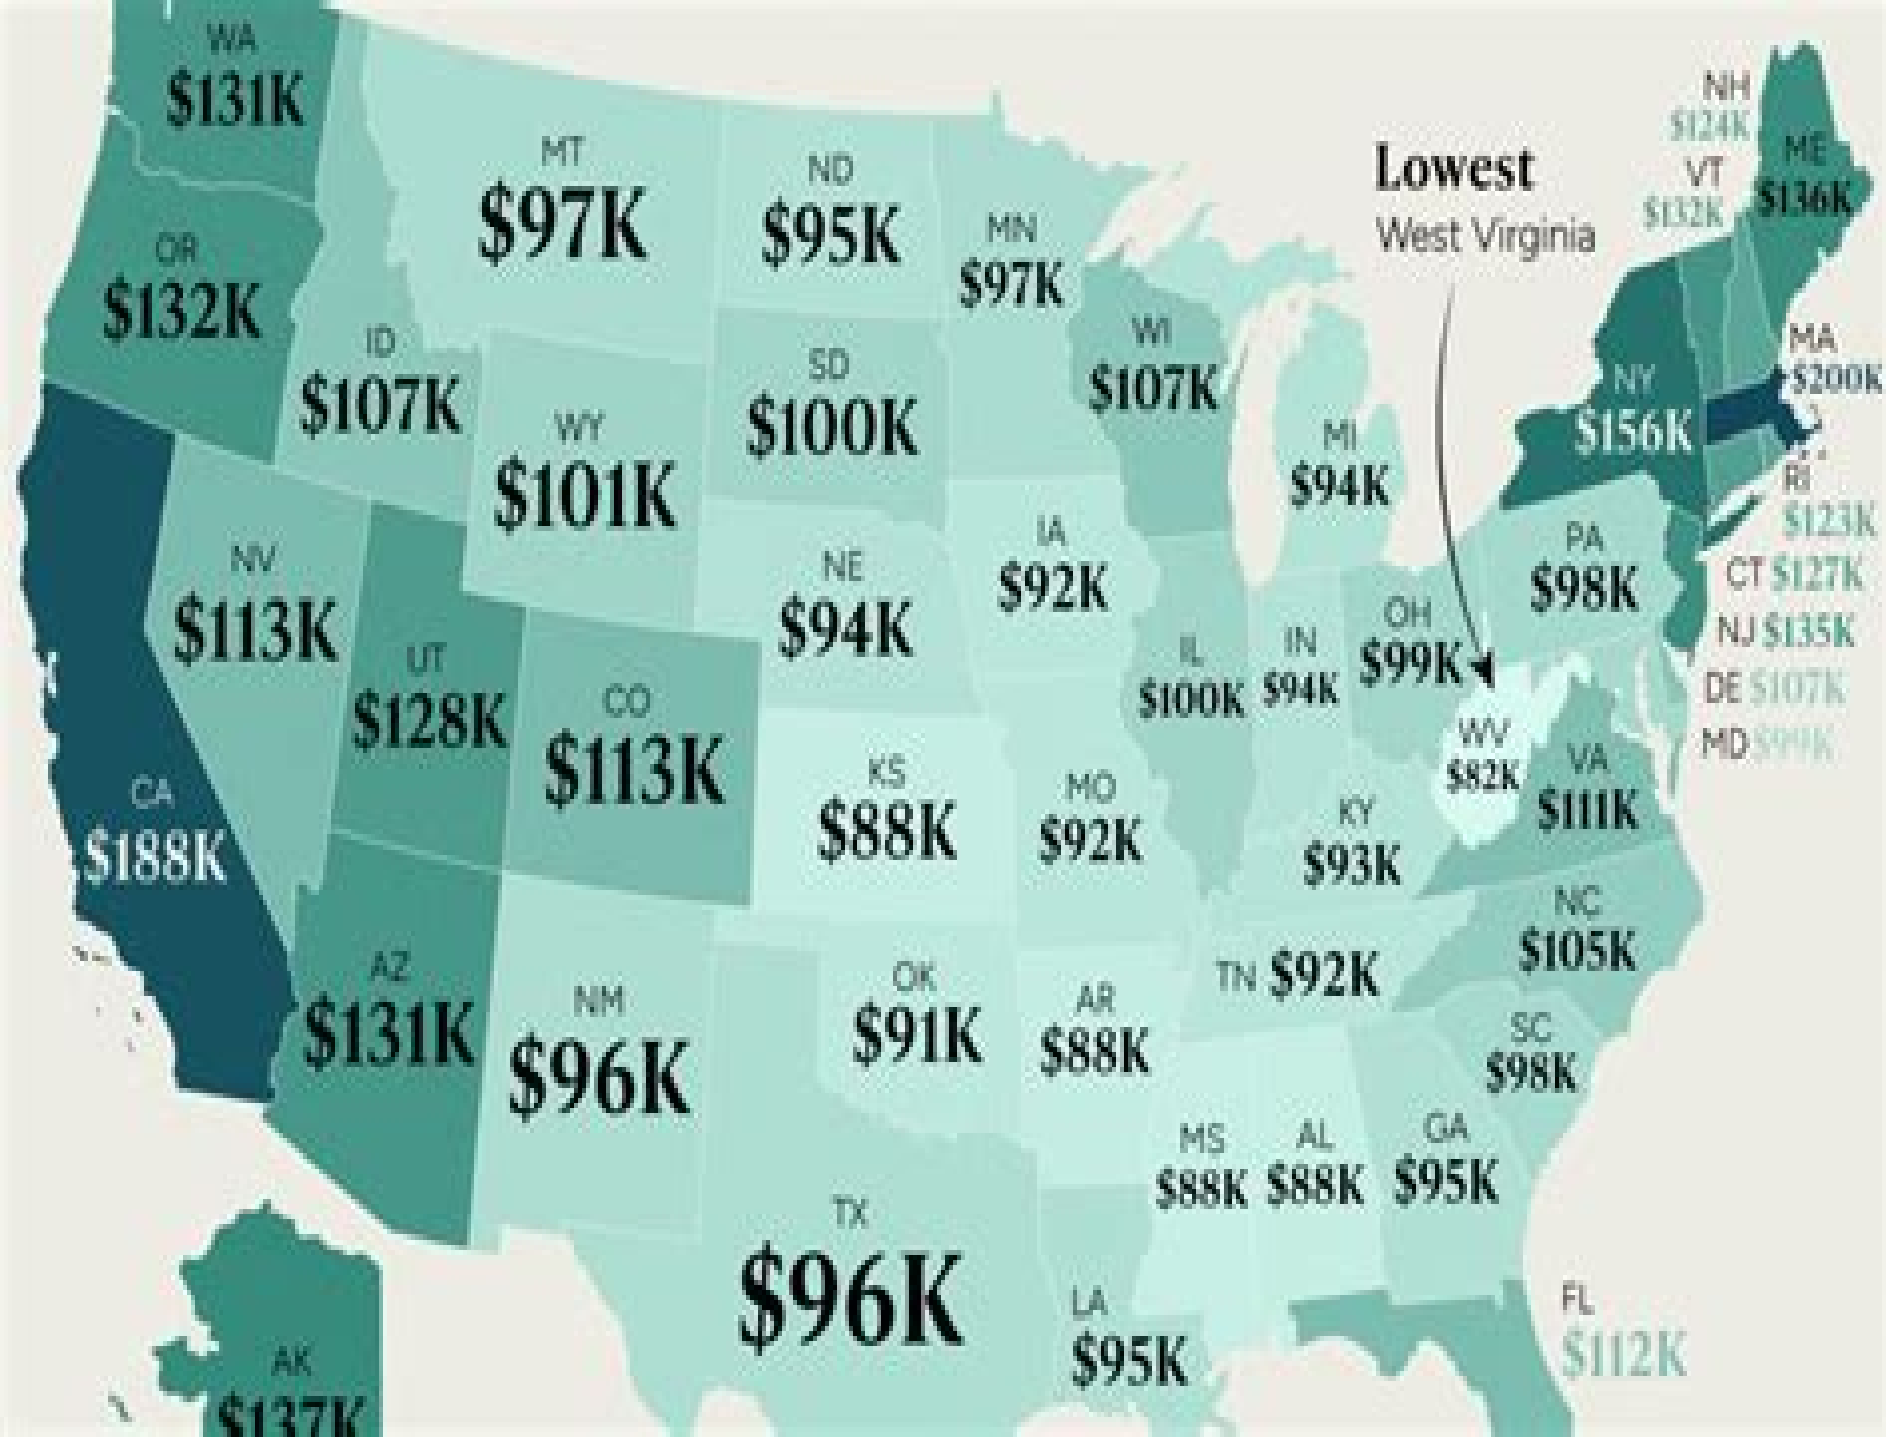 WA
$131K
OR
$132K
CA
$188K
ID
$107K
NV
$113K
MT
$97K
WY
$101K
UT
$128K
CO
$113K
AZ
$131K
NM
$96K
AK
$137K
ND
$95K
SD
$100K
NE
$94K
KS
$88K
OK
$91K
TX
$96K
MN
$97K
IA
$92K
MO
$92K
AR
$88K
LA
$95K
WI
$107K
IL
$100K
MI
$94K
IN
$94K
OH
$99K
KY
$93K
TN $92K
MS
$88K
AL
$88K
GA
$95K
Lowest
West Virginia
WV
$82K
VA
$111K
NC
$105K
SC
$98K
FL
$112K
PA
$98K
NY
$156K
NH
$124K
VT
$132K
ME
$136K
MA
$200K
RI
$123K
CT $127K
NJ $135K
DE $107K
MD $99K